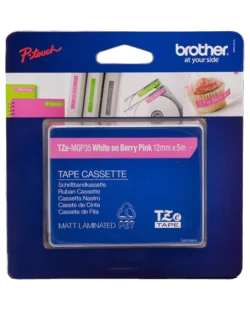 P-touch
brother
at your side
TZe-MQP35 White on Berry Pink 12mm x 5m
TAPE CASSETTE
Schriftbandkassette
Ruban Cassette
Cassetta Nastro
Casete de Cinta
Cassete de Fita
MATT LAMINATED
PET
TZe
TAPE